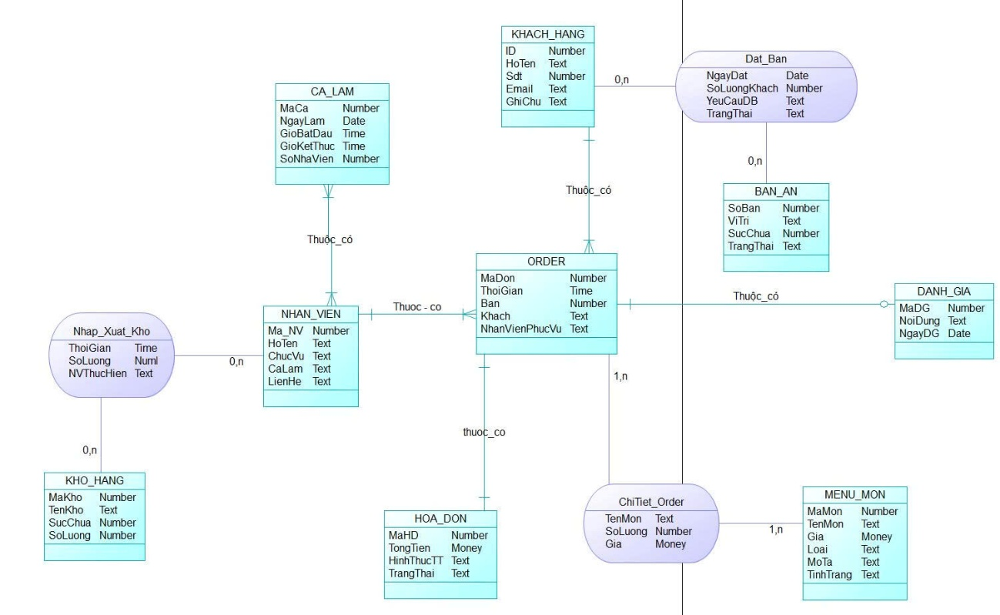 KHACH_HANG
ID Number
HoTen Text
Sdt Number
Email Text
GhiChu Text
0,n
Dat_Ban
NgayDat Date
SoLuongKhach Number
YeuCauDB Text
TrangThai Text
CA_LAM
MaCa Number
NgayLam Date
GioBatDau Time
GioKetThuc Time
SoNhaVien Number
0,n
Thuộc_có
BAN_AN
SoBan Number
ViTri Text
SucChua Number
TrangThai Text
Thuộc_có
ORDER
MaDon Number
ThoiGian Time
Ban Number
Khach Text
NhanVienPhucVu Text
Thuộc_có
DANH_GIA
MaDG Number
NoiDung Text
NgayDG Date
Thuoc - co
NHAN_VIEN
Ma_NV Number
HoTen Text
ChucVu Text
CaLam Text
LienHe Text
Nhap_Xuat_Kho
ThoiGian Time
SoLuong Numl
NVThucHien Text
0,n
1,n
thuoc_co
0,n
KHO_HANG
MaKho Number
TenKho Text
SucChua Number
SoLuong Number
HOA_DON
MaHD Number
TongTien Money
HinhThucTT Text
TrangThai Text
ChiTiet_Order
TenMon Text
SoLuong Number
Gia Money
1,n
MENU_MON
MaMon Number
TenMon Text
Gia Money
Loai Text
MoTa Text
TinhTrang Text